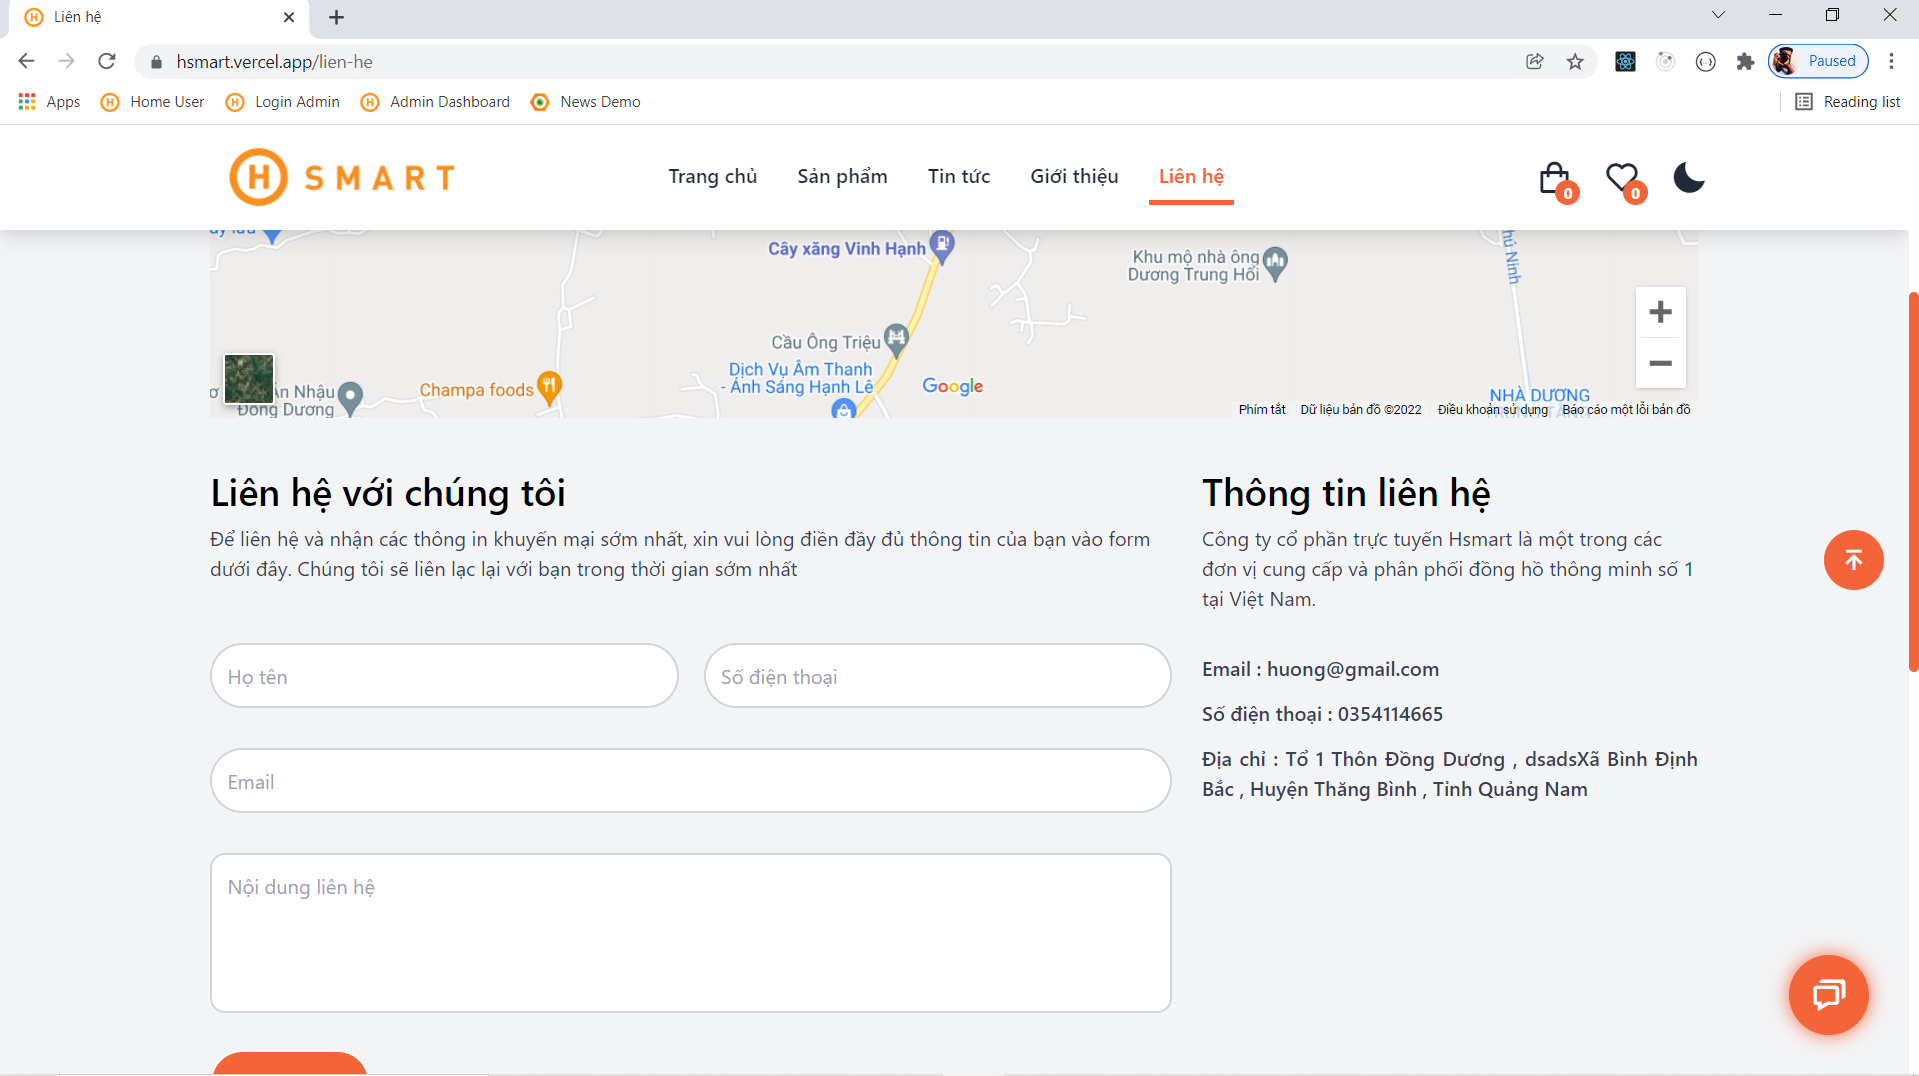 Liên hệ
hsmart.vercel.app/lien-he
Paused
Apps
Home User
Login Admin
Admin Dashboard
News Demo
Reading list
H SMART
Trang chủ
Sản phẩm
Tin tức
Giới thiệu
Liên hệ
0
0
Cây xăng Vinh Hạnh
Khu mộ nhà ông
Dương Trung Hối
Cầu Ông Triệu
Dịch Vụ Âm Thanh
- Ánh Sáng Hạnh Lê
Champa foods
Nhậu
Đồng Dương
Google
NHÀ DƯƠNG
Phím tắt
Dữ liệu bản đồ ©2022
Điều khoản sử dụng
Báo cáo một lỗi bản đồ
Liên hệ với chúng tôi
Để liên hệ và nhận các thông in khuyến mại sớm nhất, xin vui lòng điền đầy đủ thông tin của bạn vào form
dưới đây. Chúng tôi sẽ liên lạc lại với bạn trong thời gian sớm nhất
Họ tên
Số điện thoại
Email
Nội dung liên hệ
Thông tin liên hệ
Công ty cổ phần trực tuyến Hsmart là một trong các
đơn vị cung cấp và phân phối đồng hồ thông minh số 1
tại Việt Nam.
Email : huong@gmail.com
Số điện thoại : 0354114665
Địa chỉ : Tổ 1 Thôn Đồng Dương , dsadsXã Bình Định
Bắc , Huyện Thăng Bình , Tỉnh Quảng Nam